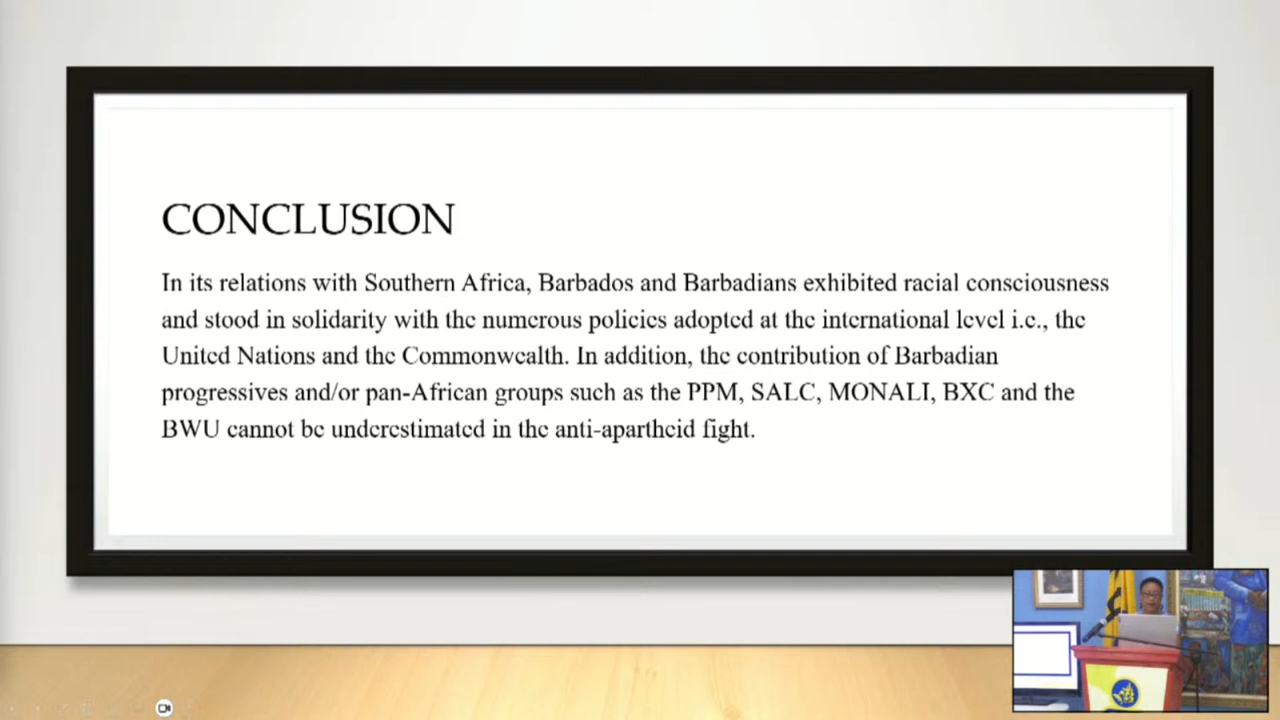 CONCLUSION
In its relations with Southern Africa, Barbados and Barbadians exhibited racial consciousness
and stood in solidarity with the numerous policies adopted at the international level i.e., the
United Nations and the Commonwealth. In addition, the contribution of Barbadian
progressives and/or pan-African groups such as the PPM, SALC, MONALI, BXC and the
BWU cannot be underestimated in the anti-apartheid fight.